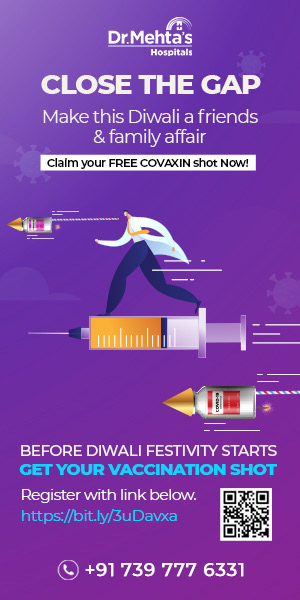 Dr.Mehta's
Hospitals
CLOSE THE GAP
Make this Diwali a friends
& family affair
Claim your FREE COVAXIN shot Now!
COVID-19
BEFORE DIWALI FESTIVITY STARTS
GET YOUR VACCINATION SHOT
Register with link below.
https://bit.ly/3uDavxa
+91 739 777 6331